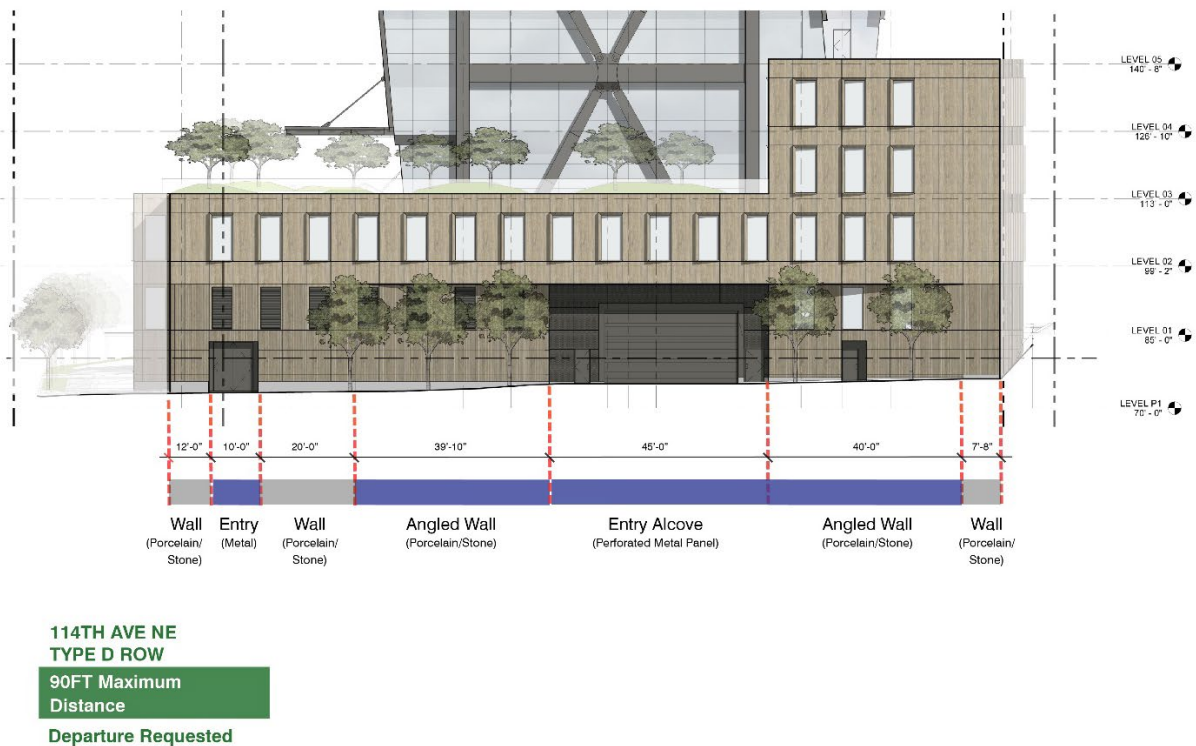 LEVEL 05
140' - 8"
LEVEL 04
126' - 10"
LEVEL 03
113' - 0"
LEVEL 02
99' - 2"
LEVEL 01
85' - 0"
LEVEL P1
70' - 0"
12'-0" 10'-0" 20'-0" 39'-10" 45'-0" 40'-0" 7'-8"
Wall Entry Wall Angled Wall Entry Alcove Angled Wall Wall
(Porcelain/ (Metal) (Porcelain/ (Porcelain/Stone) (Perforated Metal Panel) (Porcelain/Stone) (Porcelain/
Stone) Stone) Stone)
114TH AVE NE
TYPE D ROW
90FT Maximum
Distance
Departure Requested